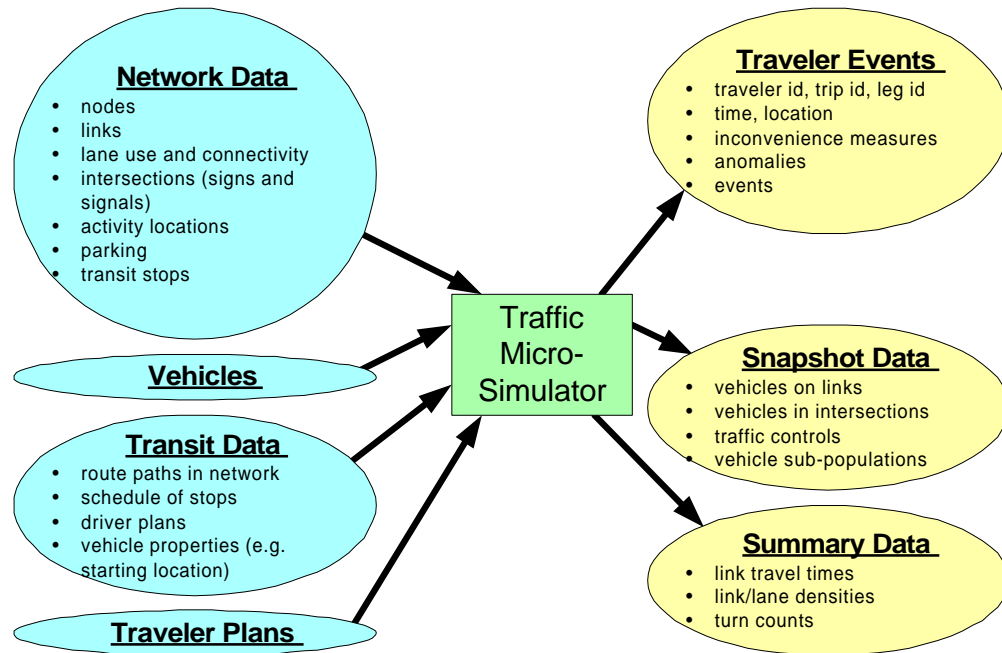 Network Data
• nodes
• links
• lane use and connectivity
• intersections (signs and
signals)
• activity locations
• parking
• transit stops
Vehicles
Transit Data
• route paths in network
• schedule of stops
• driver plans
• vehicle properties (e.g.
starting location)
Traveler Plans
Traffic
Micro-
Simulator
Traveler Events
• traveler id, trip id, leg id
• time, location
• inconvenience measures
• anomalies
• events
Snapshot Data
• vehicles on links
• vehicles in intersections
• traffic controls
• vehicle sub-populations
Summary Data
• link travel times
• link/lane densities
• turn counts